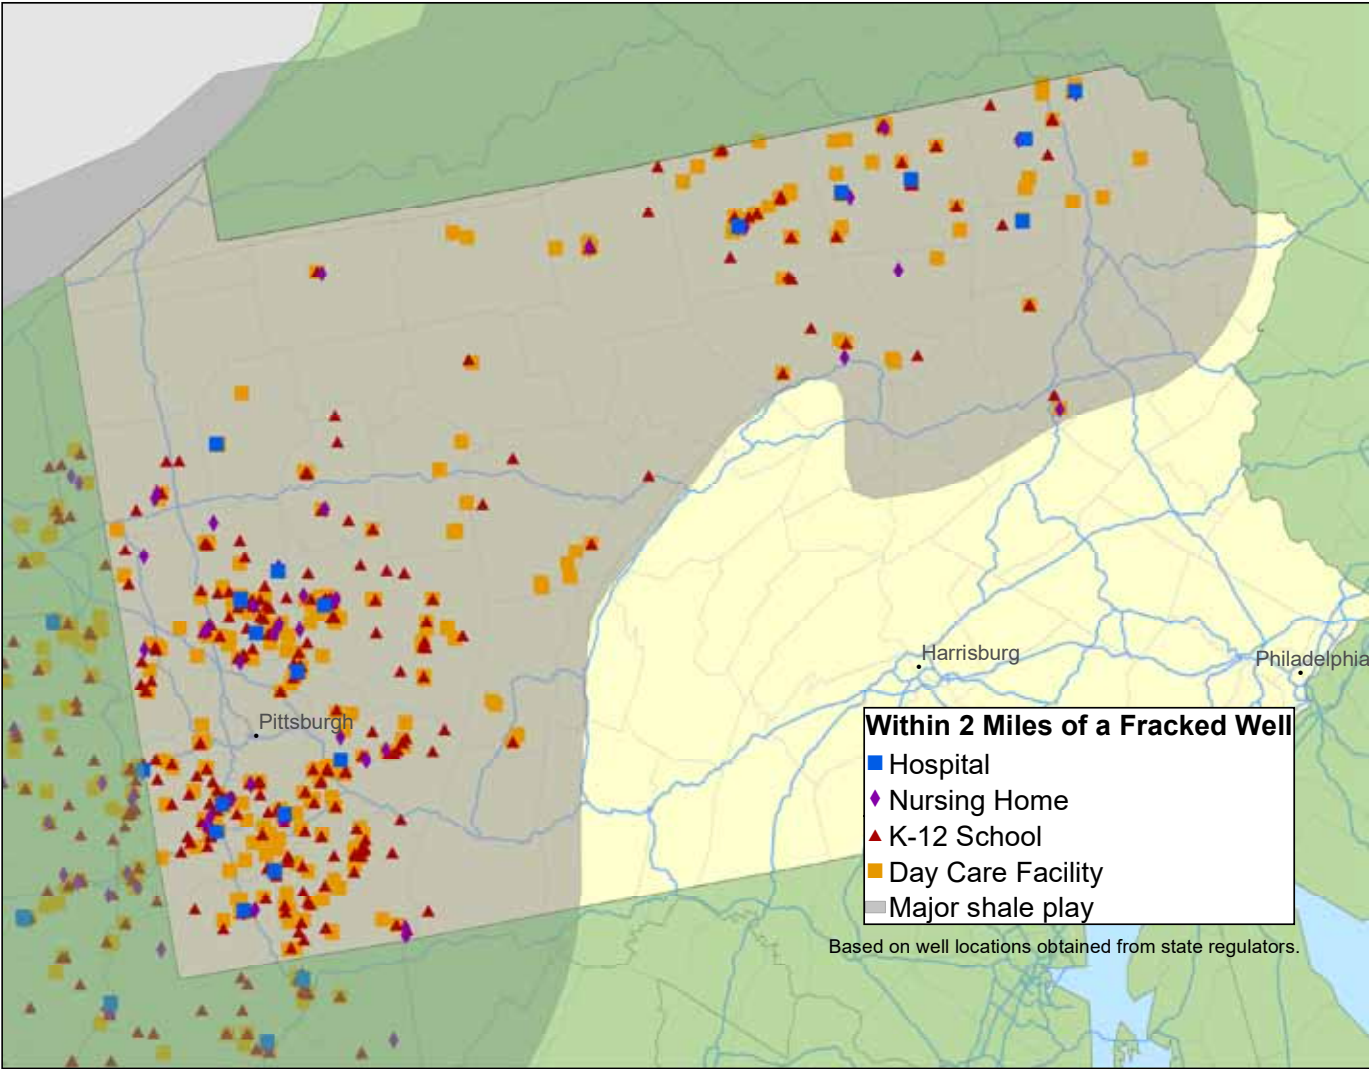 Harrisburg
Philadelphia
Pittsburgh
Within 2 Miles of a Fracked Well
Hospital
Nursing Home
K-12 School
Day Care Facility
Major shale play
Based on well locations obtained from state regulators.